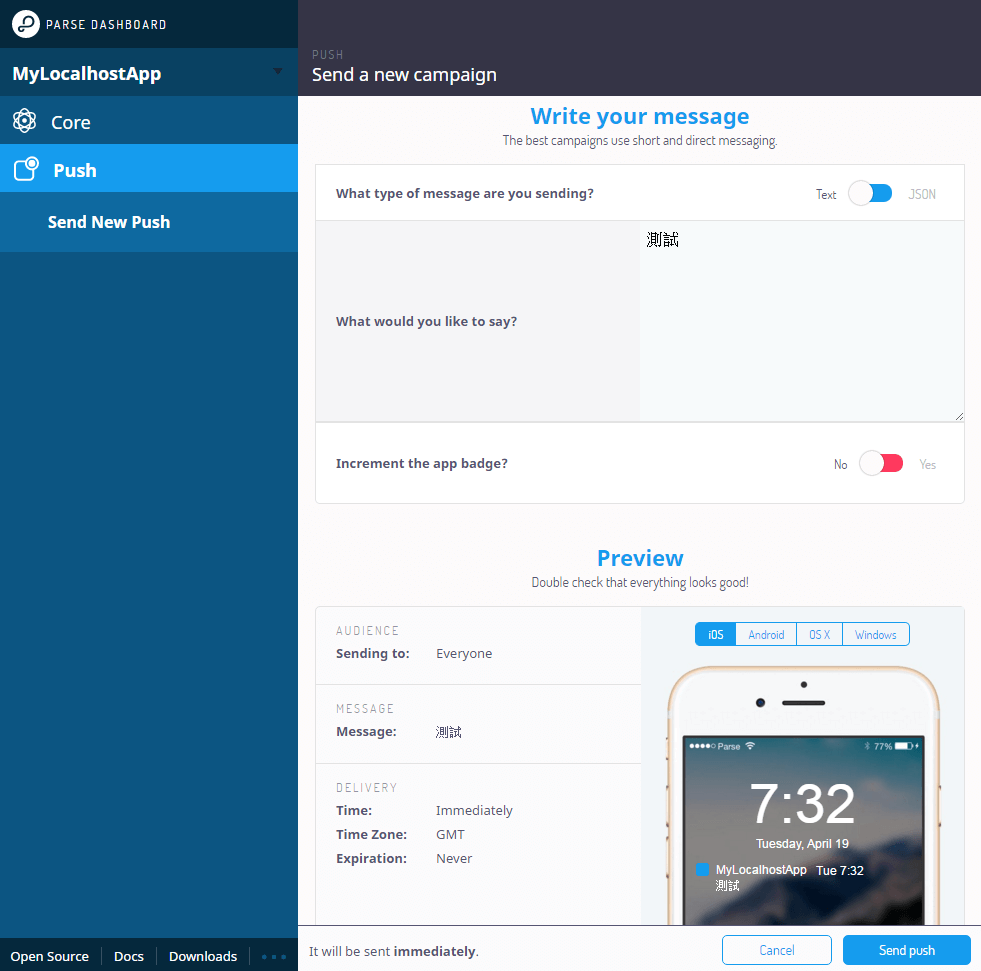 PARSE DASHBOARD
MyLocalhostApp
Core
Push
Send New Push
Open Source
Docs
Downloads
PUSH
Send a new campaign
Write your message
The best campaigns use short and direct messaging.
What type of message are you sending?
Text
JSON
What would you like to say?
測試
Increment the app badge?
No
Yes
Preview
Double check that everything looks good!
AUDIENCE
Sending to: Everyone
MESSAGE
Message: 測試
DELIVERY
Time: Immediately
Time Zone: GMT
Expiration: Never
iOS Android OS X Windows
Parse 77%
7:32
Tuesday, April 19
MyLocalhostApp Tue 7:32
測試
It will be sent immediately.
Cancel
Send push